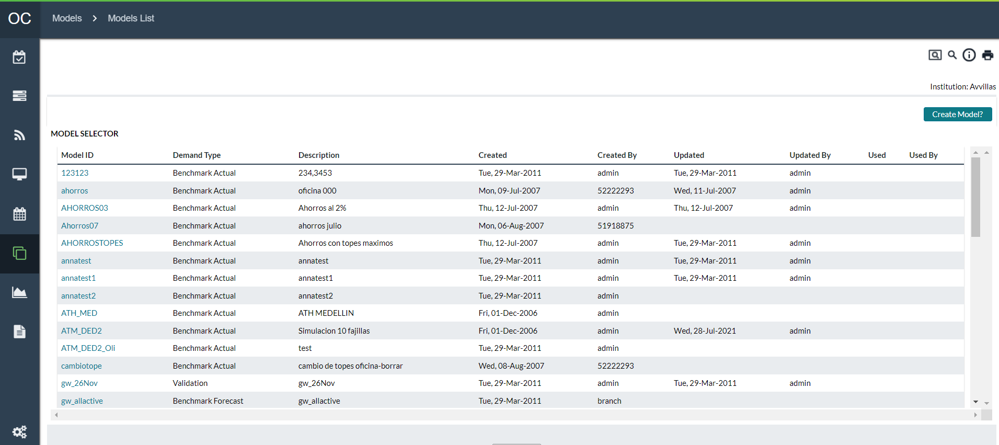 OC Models Models List
Institution: Avvillas
Create Model?
MODEL SELECTOR
Model ID Demand Type Description Created Created By Updated Updated By Used Used By
123123 Benchmark Actual 234,3453 Tue, 29-Mar-2011 admin Tue, 29-Mar-2011 admin
ahorros Benchmark Actual oficina 000 Mon, 09-Jul-2007 52222293 Wed, 11-Jul-2007 admin
AHORROS03 Benchmark Actual Ahorros al 2% Thu, 12-Jul-2007 admin Thu, 12-Jul-2007 admin
Ahorros07 Benchmark Actual ahorros julio Mon, 06-Aug-2007 51918875
AHORROSTOPES Benchmark Actual Ahorros con topes maximos Thu, 12-Jul-2007 admin Tue, 29-Mar-2011 admin
annatest Benchmark Actual annatest Tue, 29-Mar-2011 admin Tue, 29-Mar-2011 admin
annatest1 Benchmark Actual annatest1 Tue, 29-Mar-2011 admin Tue, 29-Mar-2011 admin
annatest2 Benchmark Actual annatest2 Tue, 29-Mar-2011 admin
ATH_MED Benchmark Actual ATH MEDELLIN Fri, 01-Dec-2006 admin
ATM_DED2 Benchmark Actual Simulacion 10 fajillas Fri, 01-Dec-2006 admin Wed, 28-Jul-2021 admin
ATM_DED2_Oli Benchmark Actual test Tue, 29-Mar-2011 admin
cambiotope Benchmark Actual cambio de topes oficina-borrar Wed, 08-Aug-2007 52222293
gw_26Nov Validation gw_26Nov Tue, 29-Mar-2011 admin Tue, 29-Mar-2011 admin
gw_allactive Benchmark Forecast gw_allactive Tue, 29-Mar-2011 branch